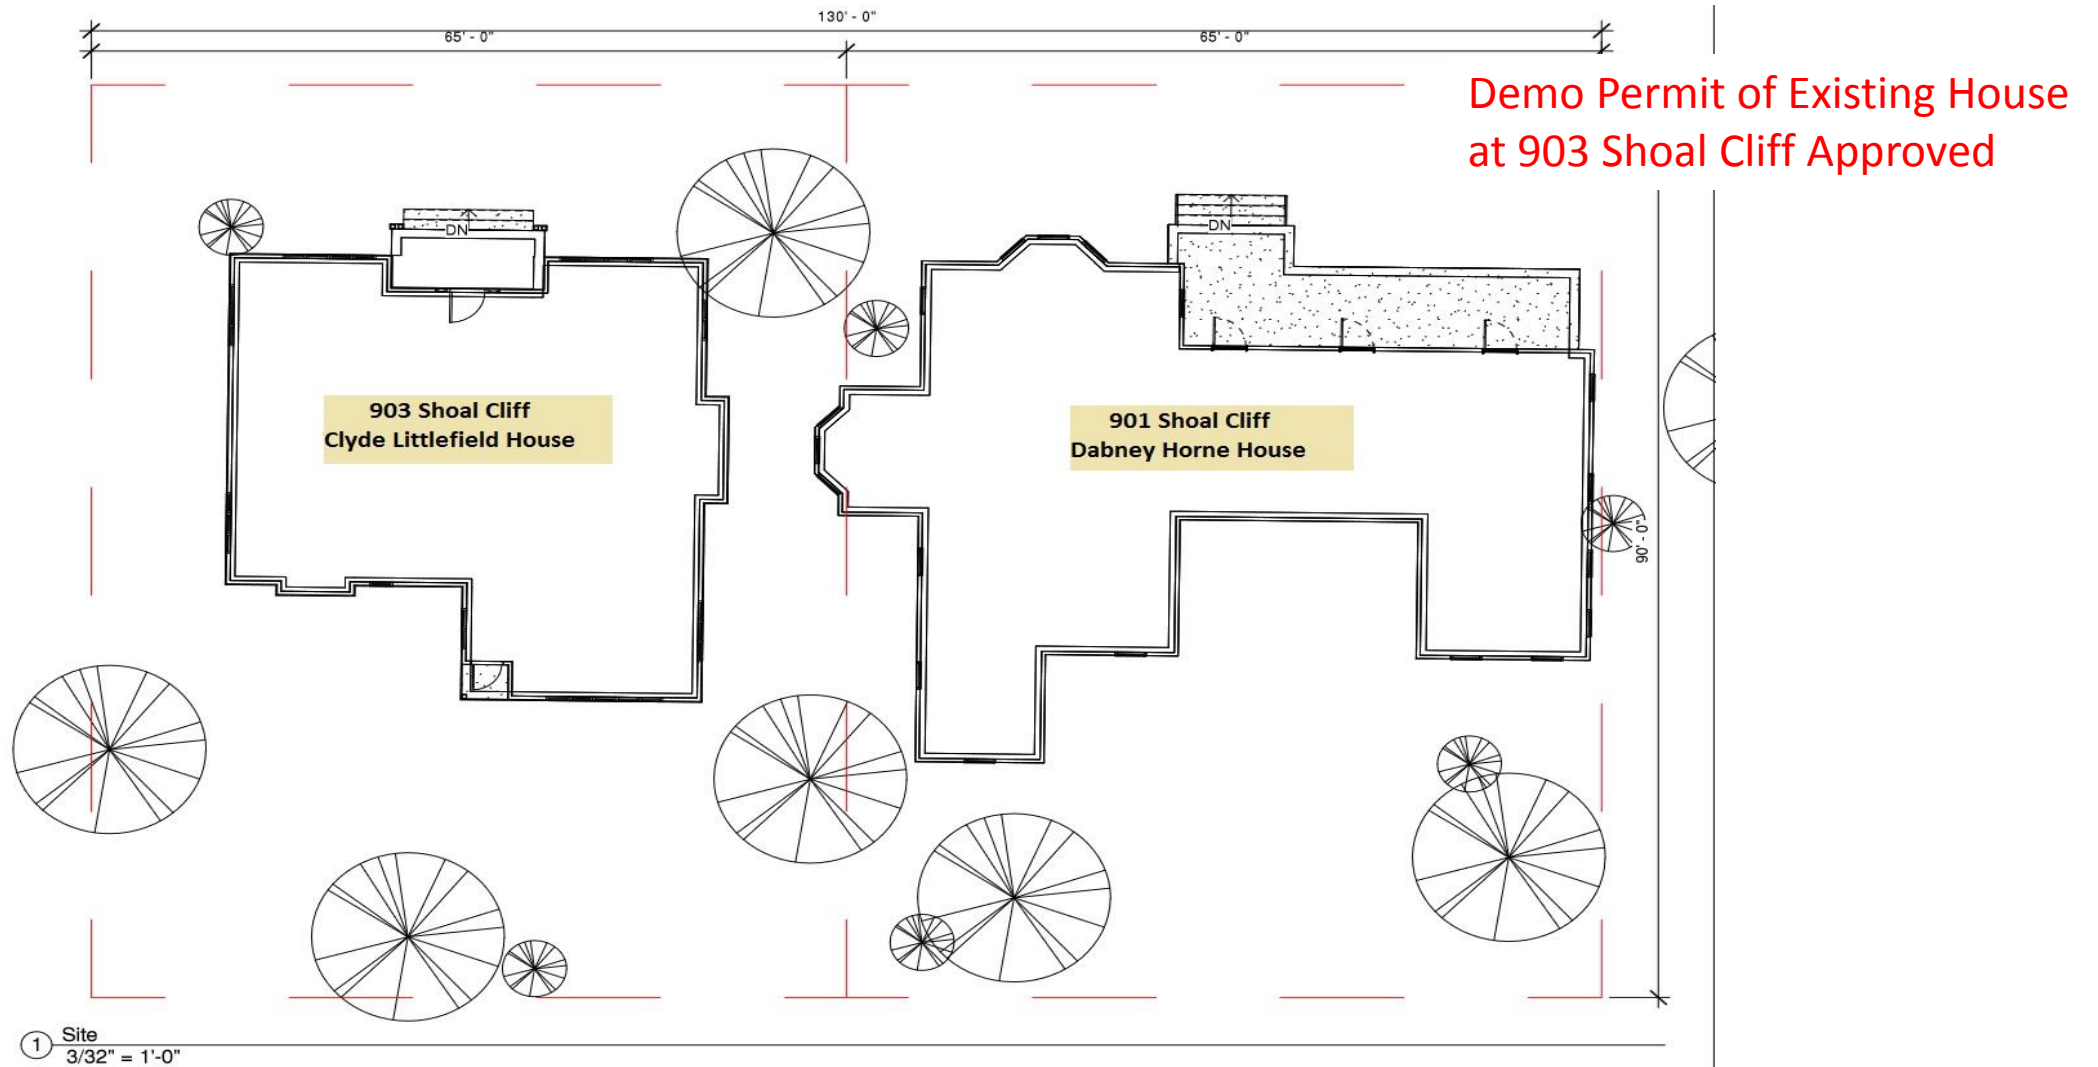 130' - 0"
65' - 0"
65' - 0"
Demo Permit of Existing House
at 903 Shoal Cliff Approved
DN
DN
903 Shoal Cliff
Clyde Littlefield House
901 Shoal Cliff
Dabney Horne House
90' - 0"
1
Site
3/32" = 1'-0"